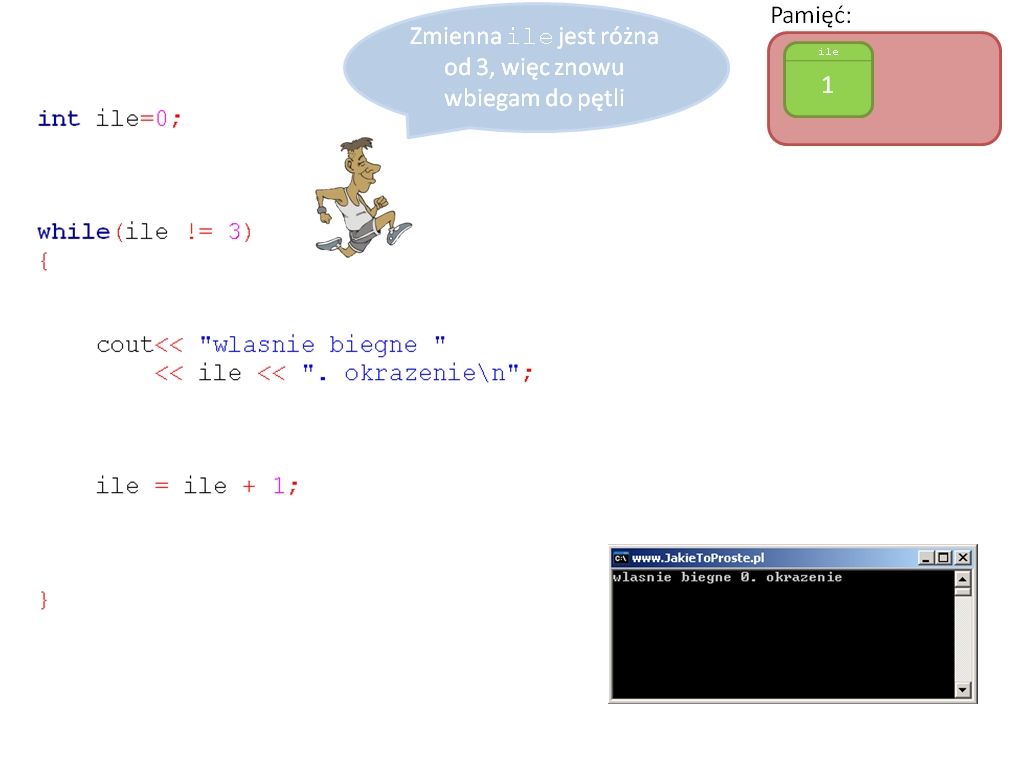 Zmienna ile jest różna
od 3, więc znowu
wbiegam do pętli
Pamięć:
ile
1
int ile=0;
while(ile != 3)
{
cout<< "wlasnie biegne "
<< ile << ". okrazenie\n";
ile = ile + 1;
}
C:\ www.JakieToProste.pl
wlasnie biegne 0. okrazenie